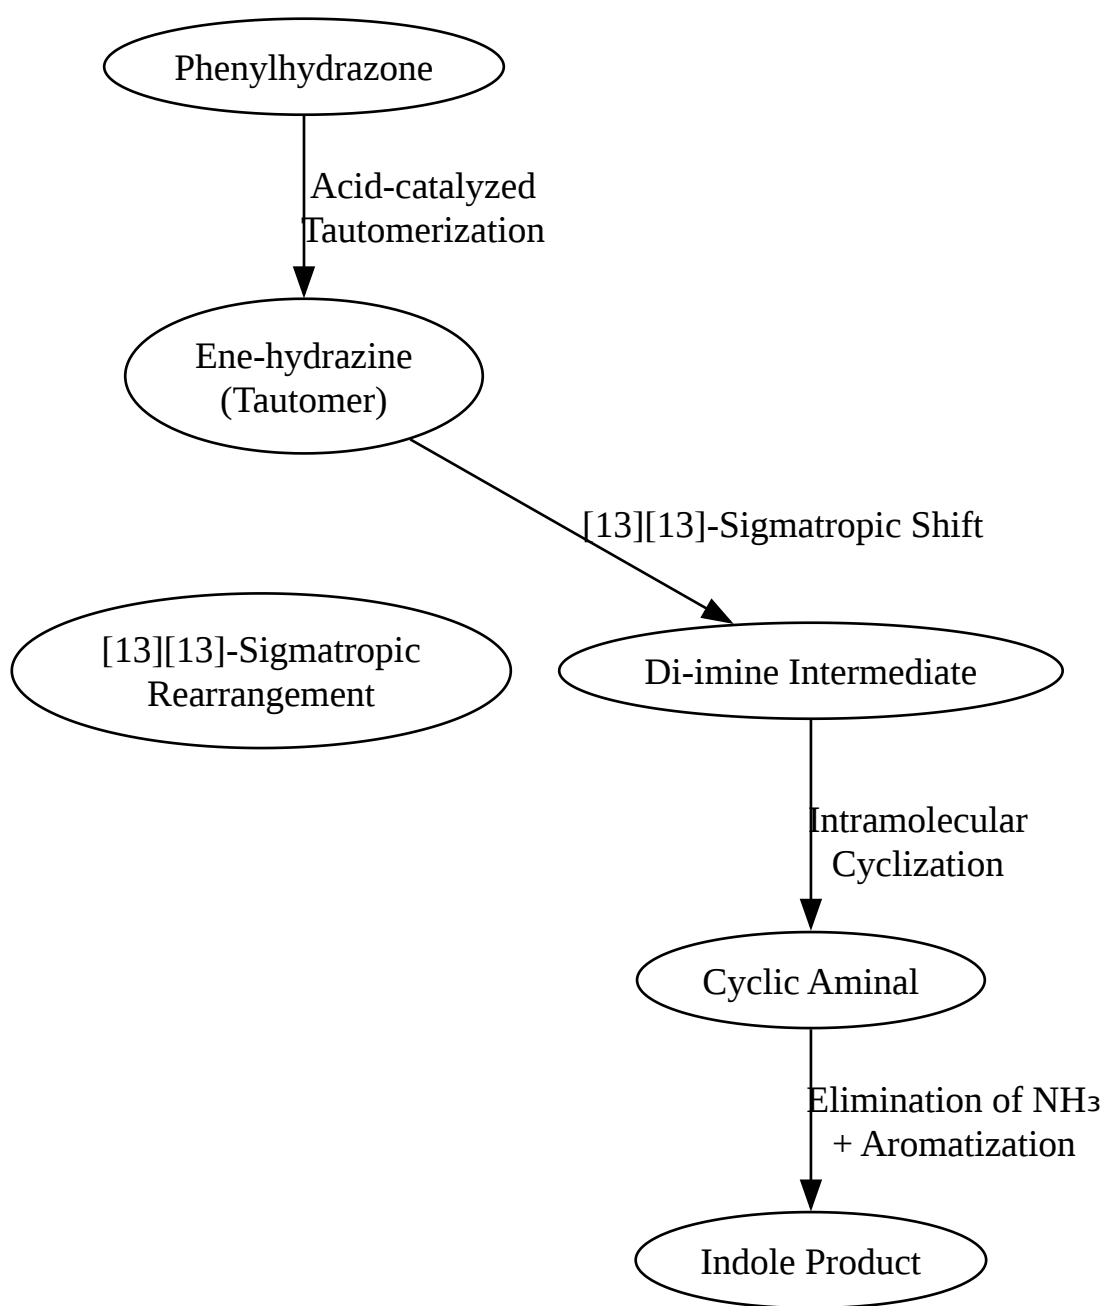 Phenylhydrazone
Acid-catalyzed
Tautomerization
Ene-hydrazine
(Tautomer)
[13][13]-Sigmatropic Shift
[13][13]-Sigmatropic
Rearrangement
Di-imine Intermediate
Intramolecular
Cyclization
Cyclic Aminal
Elimination of NH₃
+ Aromatization
Indole Product